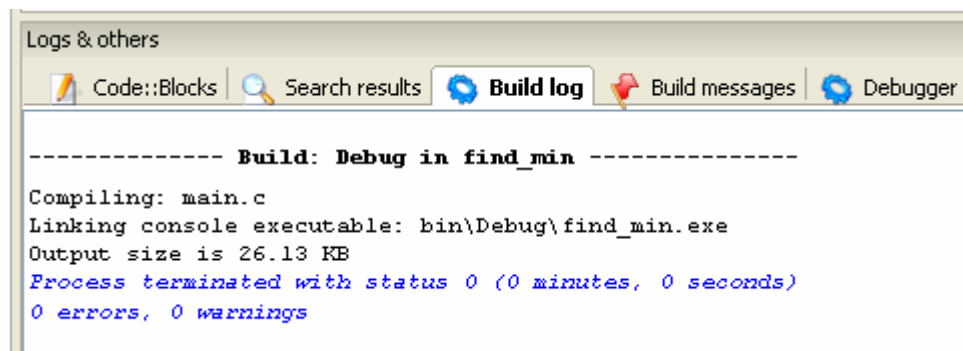 Logs & others
Code::Blocks Search results Build log Build messages Debugger
-------------- Build: Debug in find_min ---------------
Compiling: main.c
Linking console executable: bin\Debug\find_min.exe
Output size is 26.13 KB
Process terminated with status 0 (0 minutes, 0 seconds)
0 errors, 0 warnings